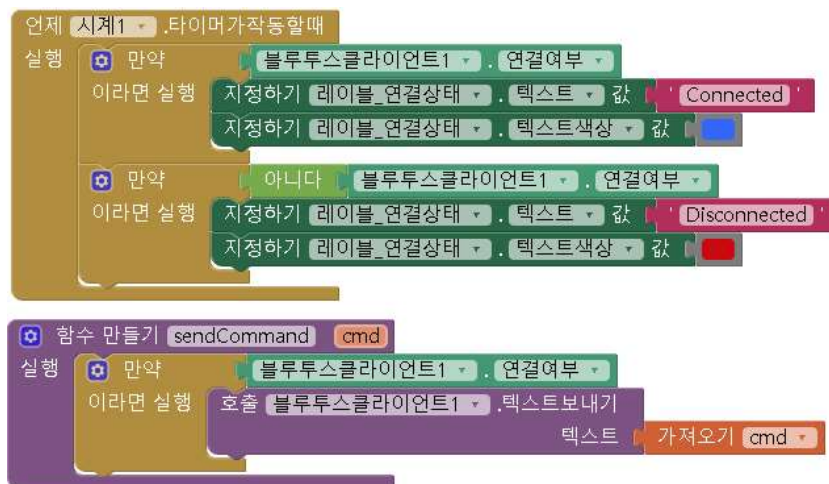 언제 시계1 .타이머가작동할때
실행 만약 블루투스클라이언트1 . 연결여부
이라면 실행 지정하기 레이블_연결상태 . 텍스트 값 ' Connected '
지정하기 레이블_연결상태 . 텍스트색상 값
만약 아니다 블루투스클라이언트1 . 연결여부
이라면 실행 지정하기 레이블_연결상태 . 텍스트 값 ' Disconnected '
지정하기 레이블_연결상태 . 텍스트색상 값
함수 만들기 sendCommand cmd
실행 만약 블루투스클라이언트1 . 연결여부
이라면 실행 호출 블루투스클라이언트1 .텍스트보내기
텍스트 가져오기 cmd